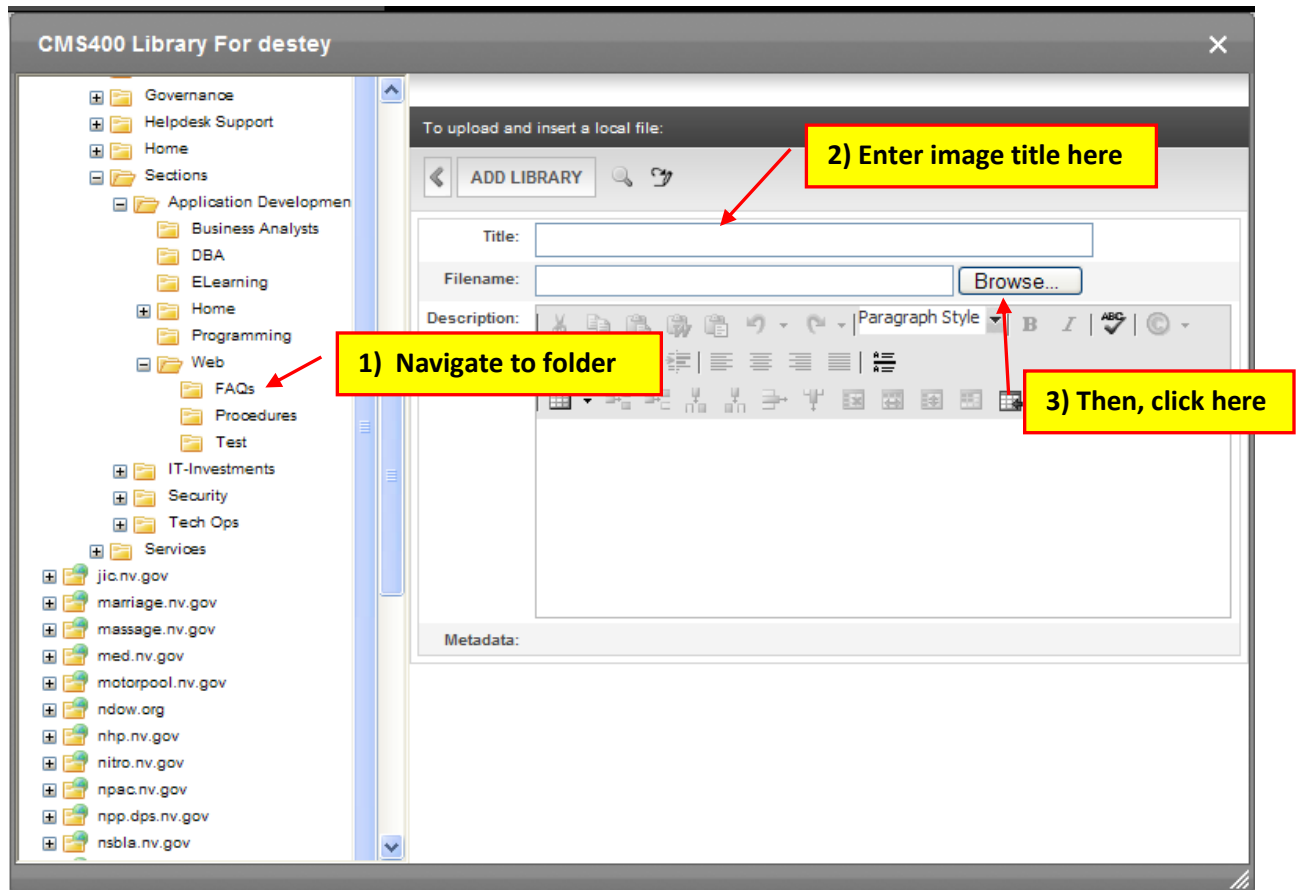 CMS400 Library For destey
Governance
Helpdesk Support
Home
Sections
Application Developmen
Business Analysts
DBA
ELearning
Home
Programming
Web
FAQs
Procedures
Test
IT-Investments
Security
Tech Ops
Services
jic.nv.gov
marriage.nv.gov
massage.nv.gov
med.nv.gov
motorpool.nv.gov
ndow.org
nhp.nv.gov
nitro.nv.gov
npac.nv.gov
npp.dps.nv.gov
nsbla.nv.gov
1) Navigate to folder
To upload and insert a local file:
2) Enter image title here
ADD LIBRARY
Title:
Filename:
Browse...
Description:
Paragraph Style
B I ABC
3) Then, click here
Metadata: